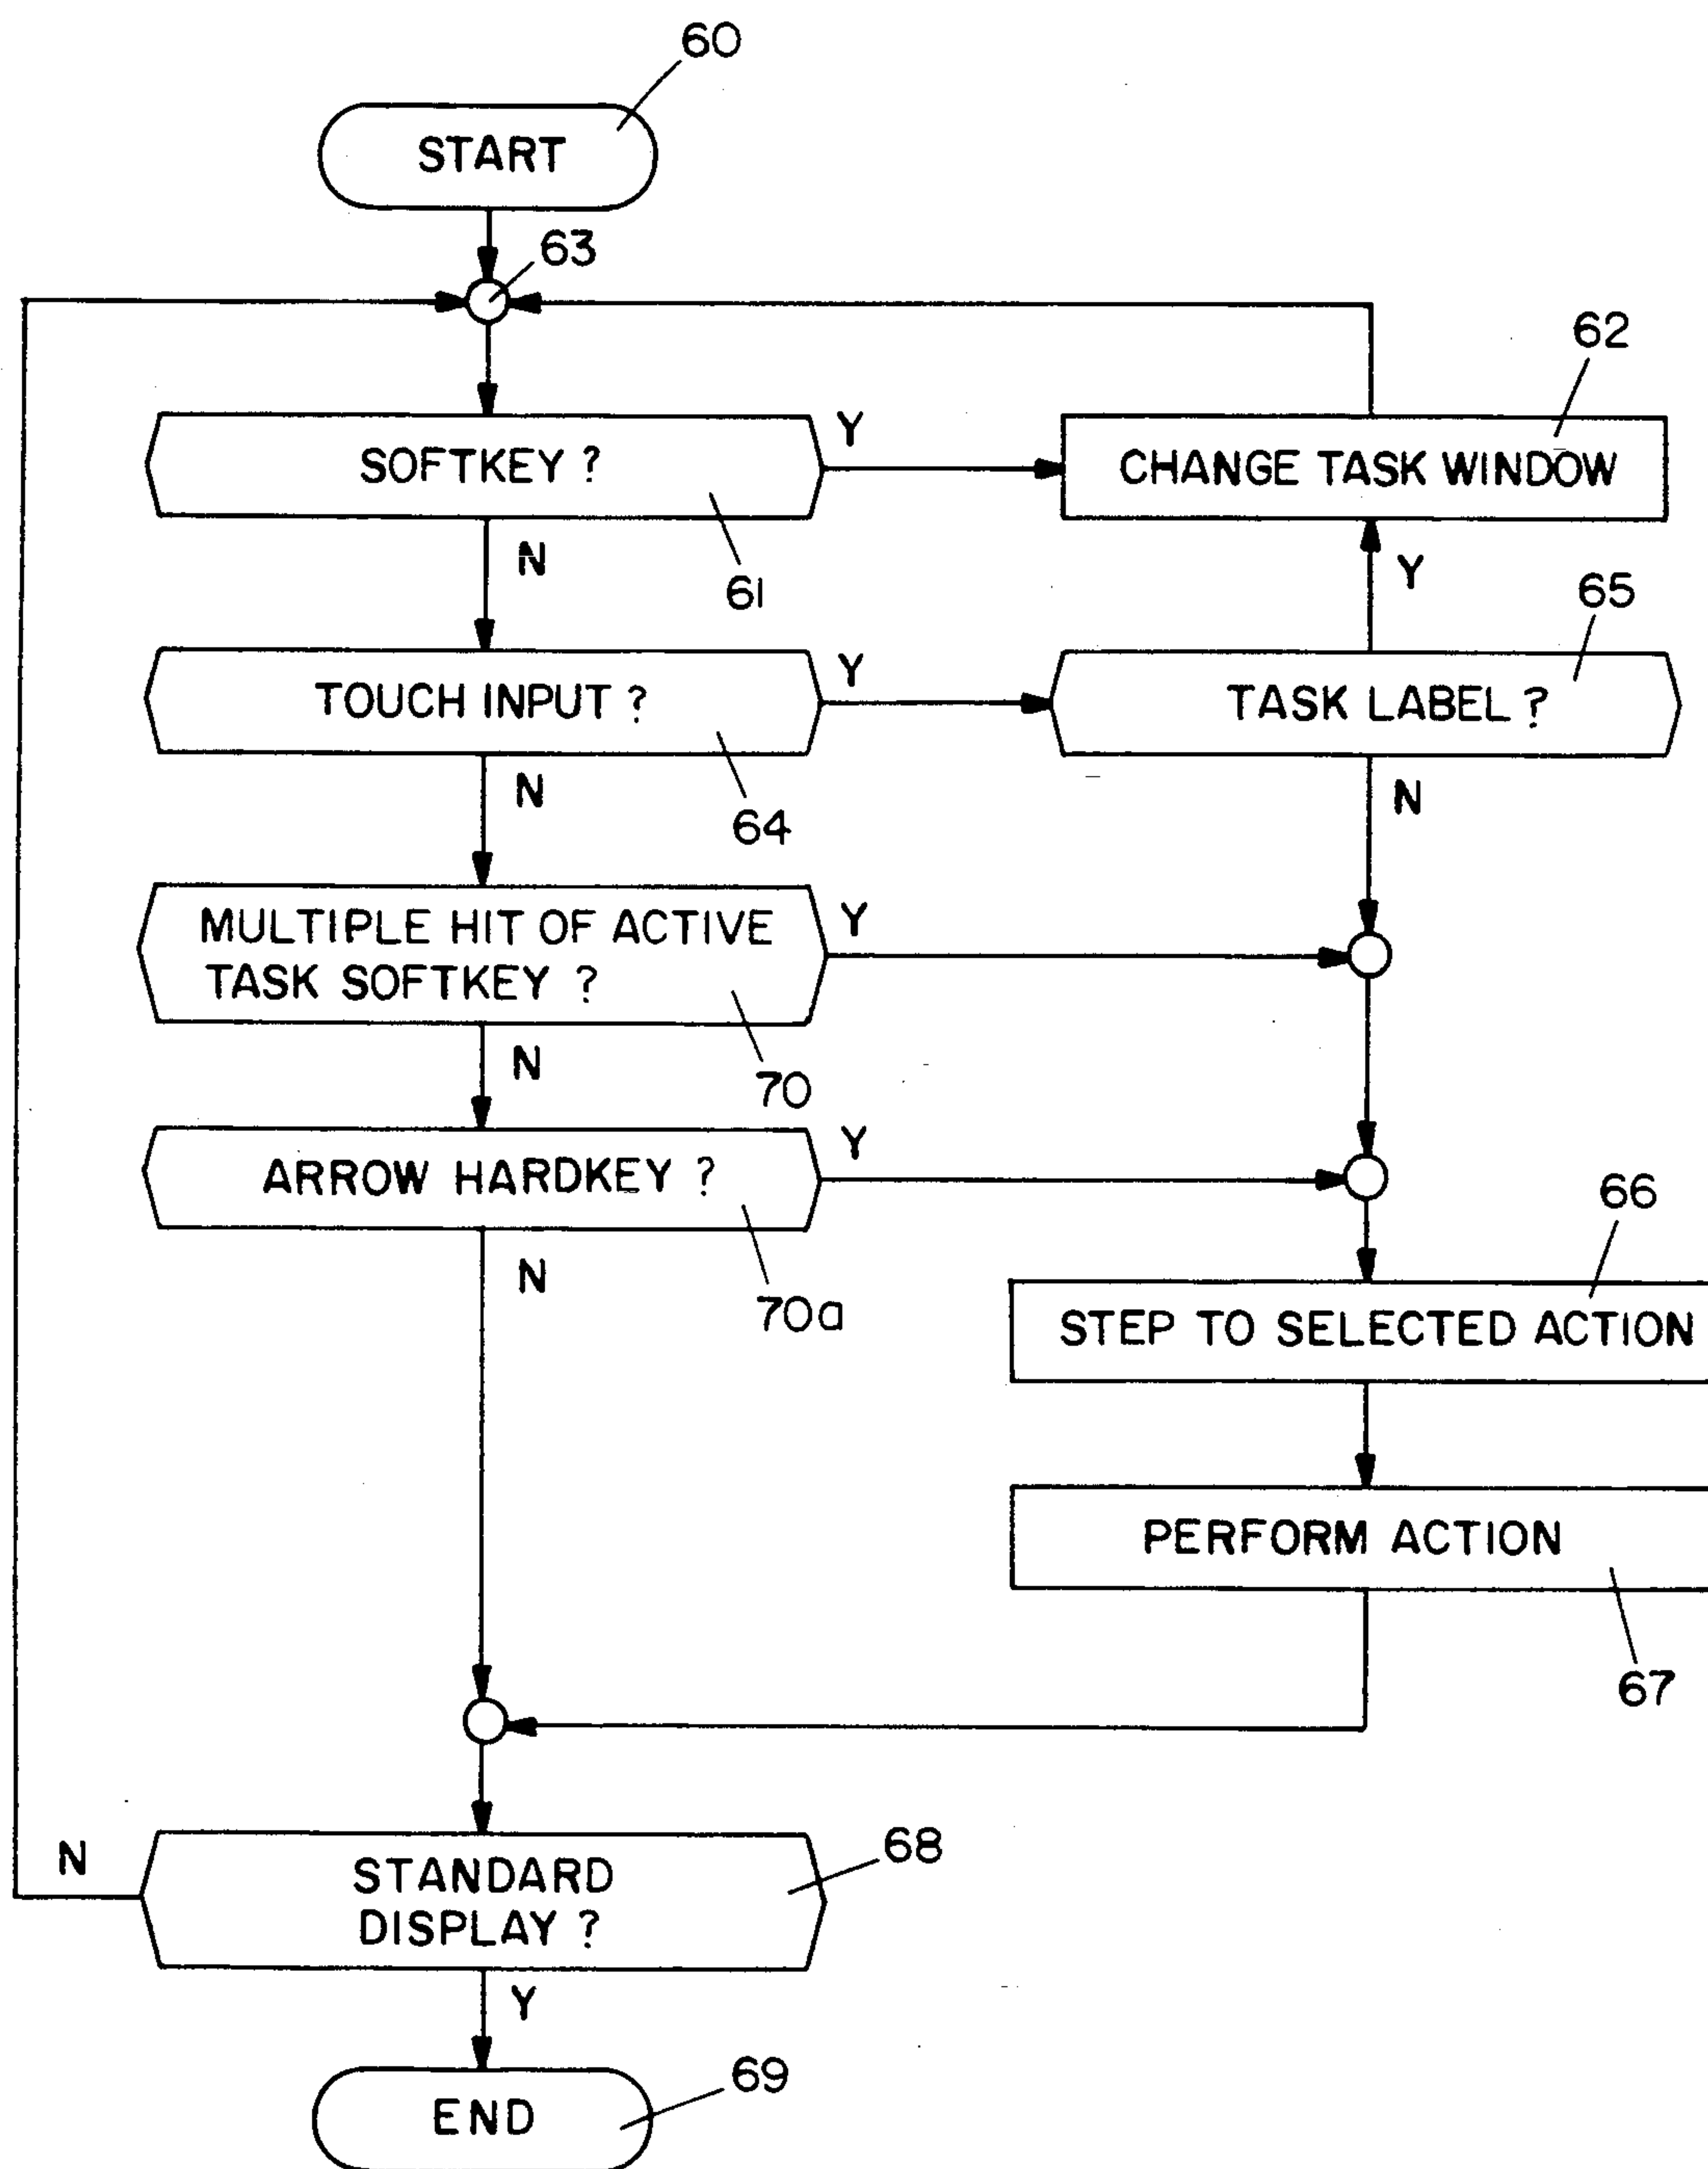 60
START
63
62
SOFTKEY ?
Y
CHANGE TASK WINDOW
N
61
Y
65
TOUCH INPUT ?
Y
TASK LABEL ?
N
64
N
MULTIPLE HIT OF ACTIVE
TASK SOFTKEY ?
Y
N
70
ARROW HARDKEY ?
Y
66
N
70a
STEP TO SELECTED ACTION
PERFORM ACTION
67
N
STANDARD
DISPLAY ?
68
Y
END
69